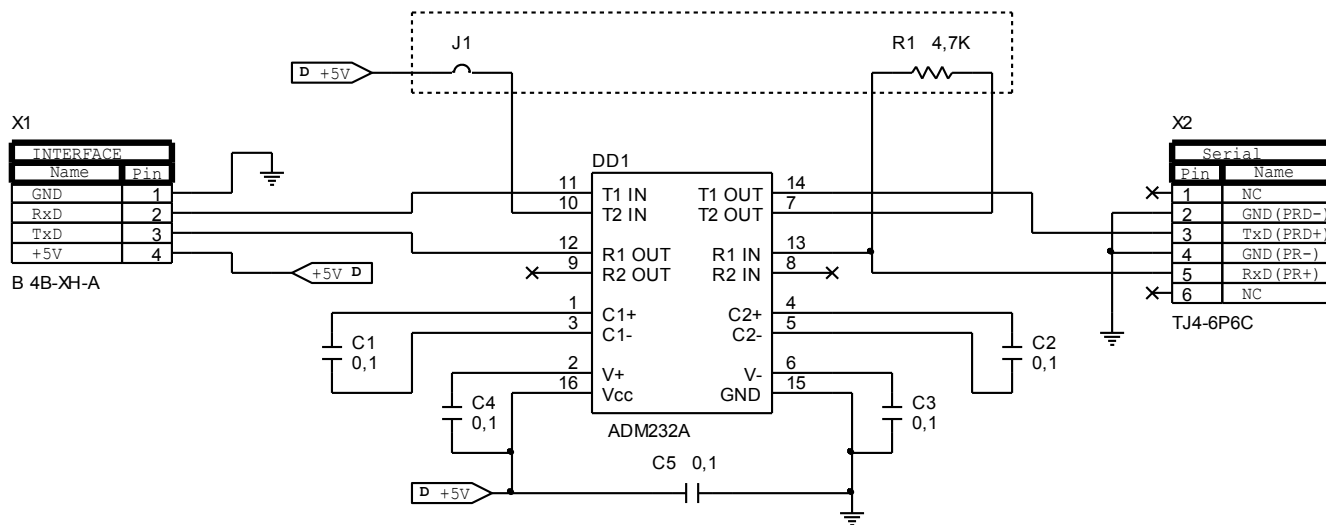 J1
R1 4,7K
D +5V
X1
X2
INTERFACE
Name Pin
GND 1
RxD 2
TxD 3
+5V 4
B 4B-XH-A
+5V D
DD1
11 T1 IN T1 OUT 14
10 T2 IN T2 OUT 7
12 R1 OUT R1 IN 13
9 R2 OUT R2 IN 8
1 C1+ C2+ 4
3 C1- C2- 5
2 V+ V- 6
16 Vcc GND 15
ADM232A
Serial
Pin Name
1 NC
2 GND(PRD-)
3 TxD(PRD+)
4 GND(PR-)
5 RxD(PR+)
6 NC
TJ4-6P6C
C1
0,1
C2
0,1
C4
0,1
C3
0,1
C5 0,1
D +5V